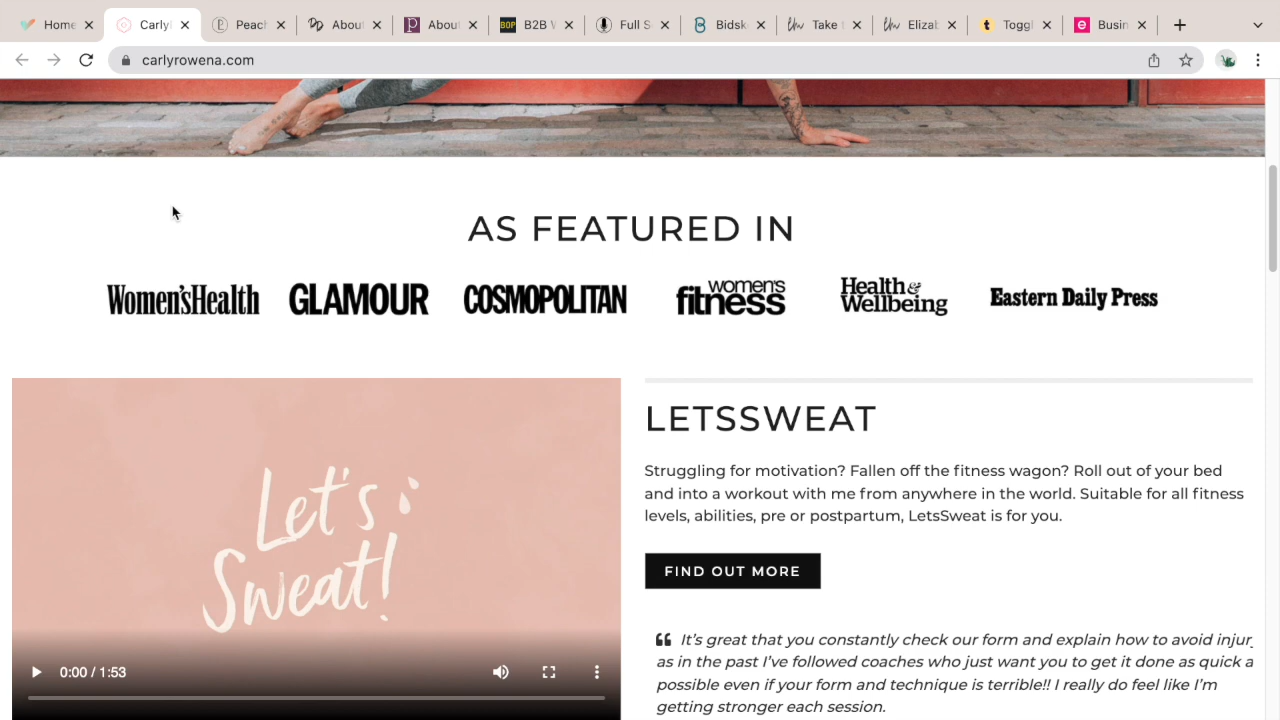 Home
Carly
Peach
Abou
Abou
BOP
B2B
Full S
Bidsk
Take
Elizab
Toggl
Busin
carlyrowena.com
AS FEATURED IN
Women'sHealth
GLAMOUR
COSMOPOLITAN
women's
fitness
Health &
Wellbeing
Eastern Daily Press
Let's
Sweat!
0:00 / 1:53
LETSSWEAT
Struggling for motivation? Fallen off the fitness wagon? Roll out of your bed
and into a workout with me from anywhere in the world. Suitable for all fitness
levels, abilities, pre or postpartum, LetsSweat is for you.
FIND OUT MORE
“ It's great that you constantly check our form and explain how to avoid injur
as in the past I've followed coaches who just want you to get it done as quick a
possible even if your form and technique is terrible!! I really do feel like I'm
getting stronger each session.